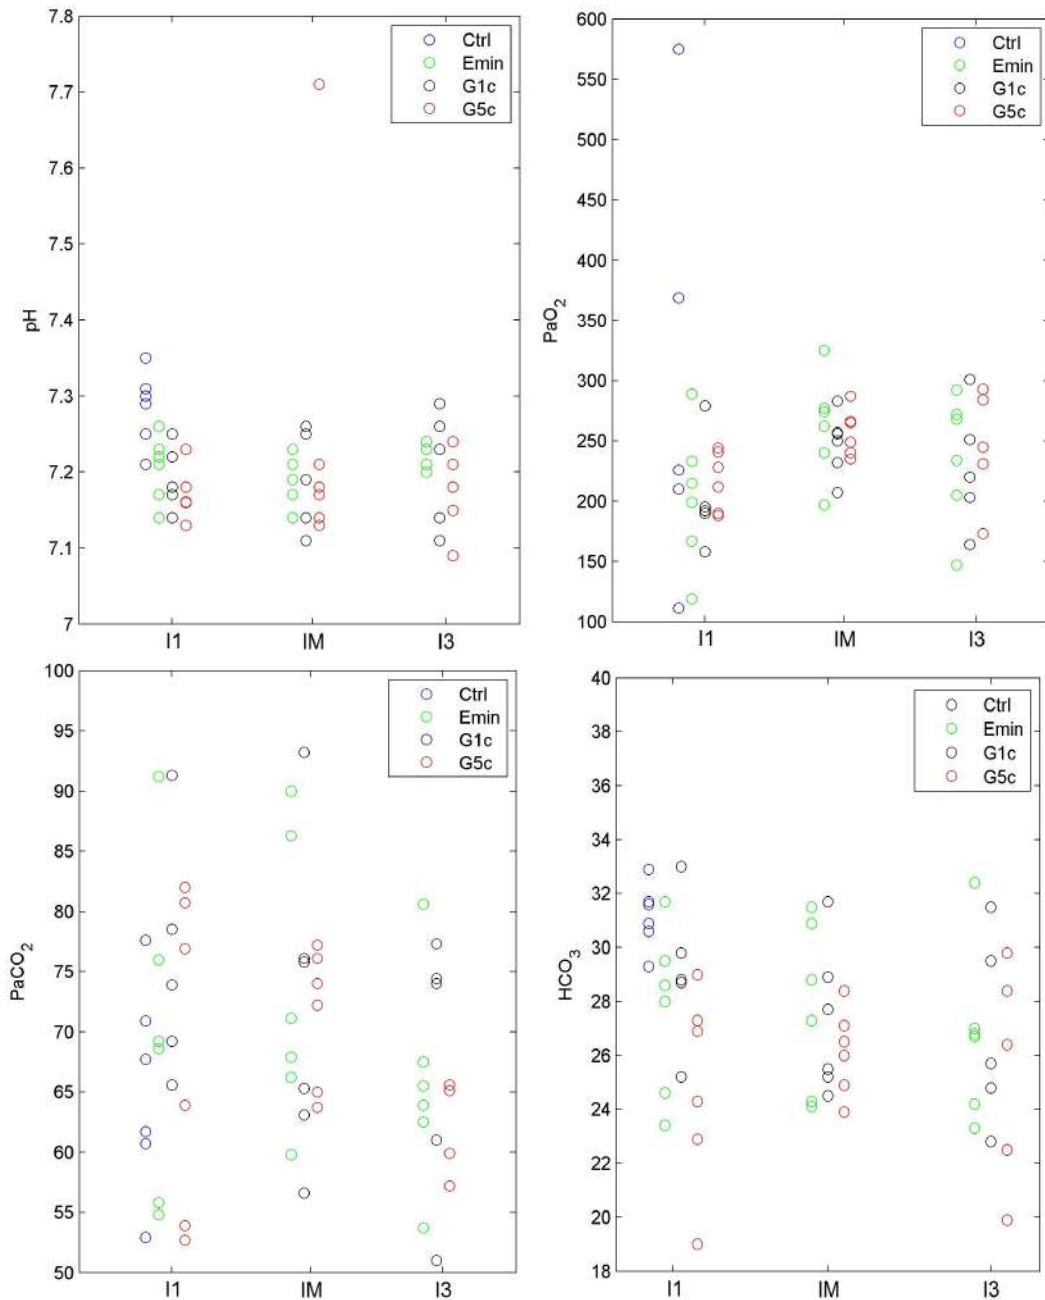 7.8
7.7
7.6
7.5
7.4
7.3
7.2
7.1
7
pH
I1
IM
I3
Ctrl
Emin
G1c
G5c
600
550
500
450
400
350
300
250
200
150
100
PaO2
I1
IM
I3
Ctrl
Emin
G1c
G5c
100
95
90
85
80
75
70
65
60
55
50
PaCO2
I1
IM
I3
Ctrl
Emin
G1c
G5c
40
38
36
34
32
30
28
26
24
22
20
18
HCO3
I1
IM
I3
Ctrl
Emin
G1c
G5c